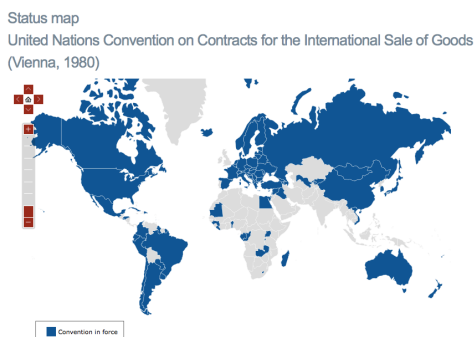 Status map
United Nations Convention on Contracts for the International Sale of Goods
(Vienna, 1980)
Convention in force